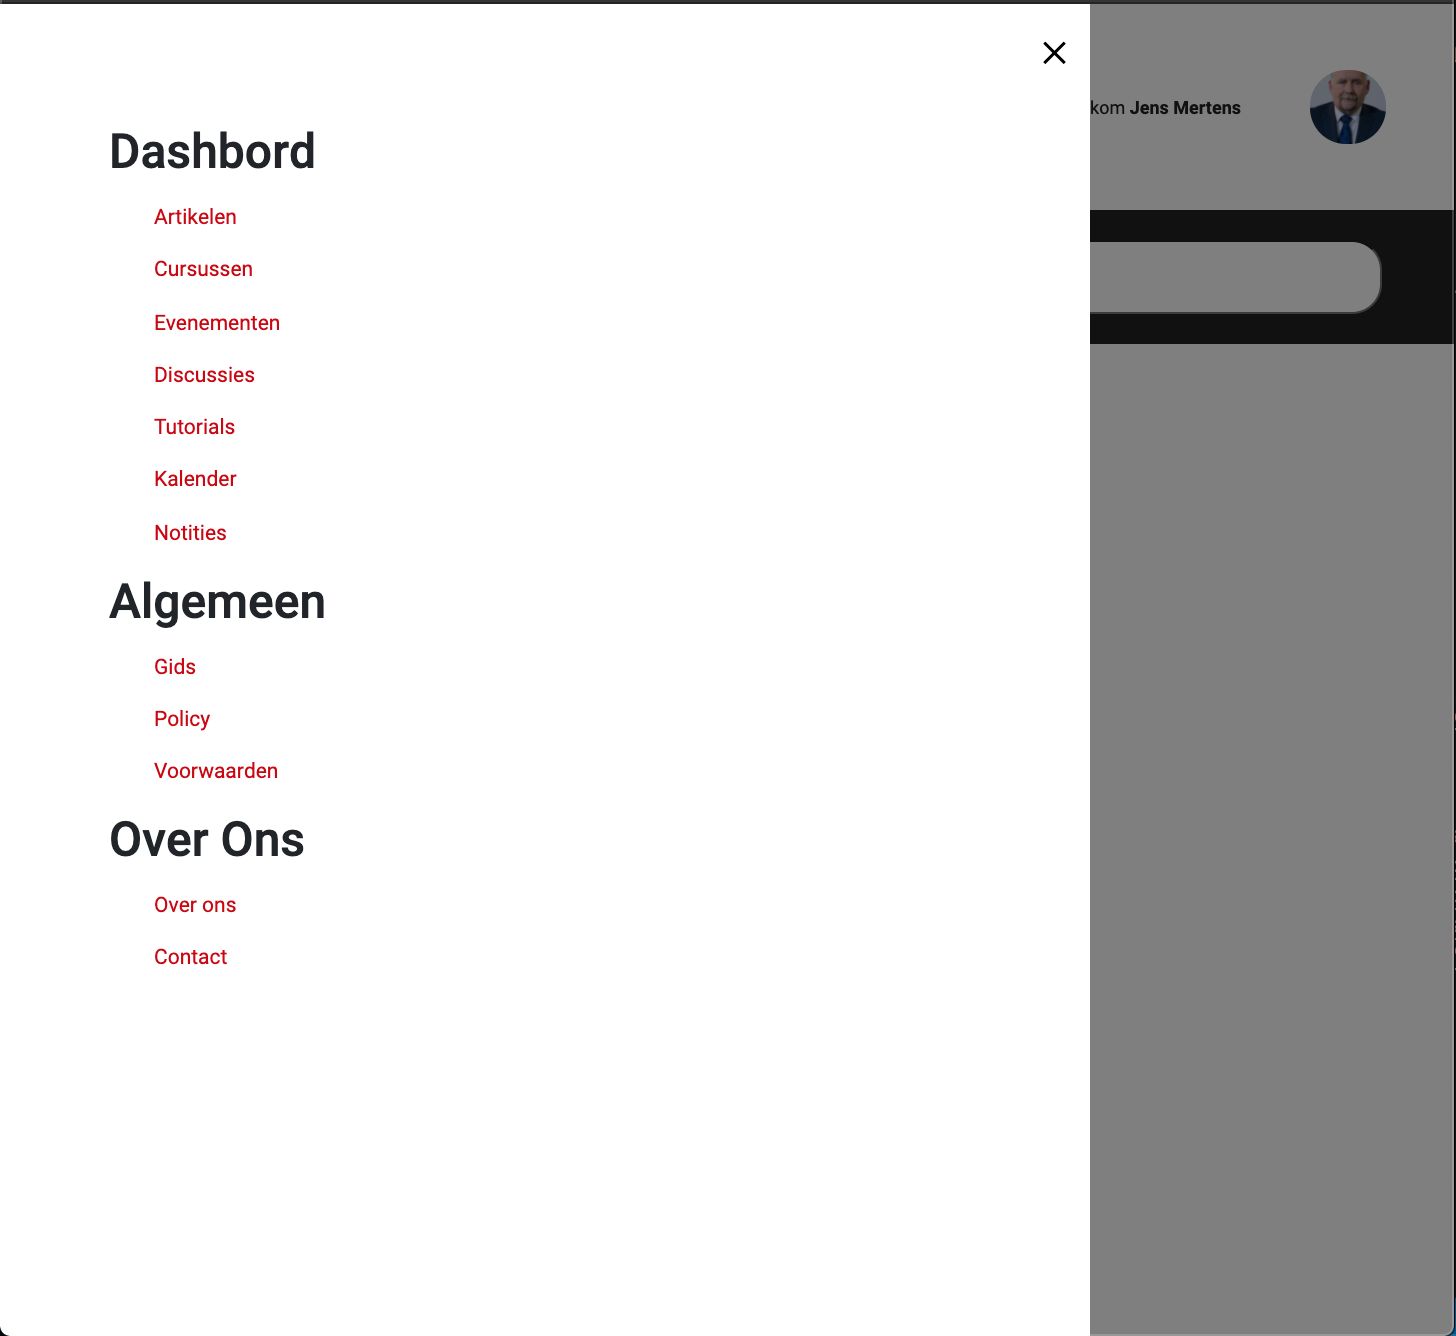 kom Jens Mertens
Dashbord
Artikelen
Cursussen
Evenementen
Discussies
Tutorials
Kalender
Notities
Algemeen
Gids
Policy
Voorwaarden
Over Ons
Over ons
Contact